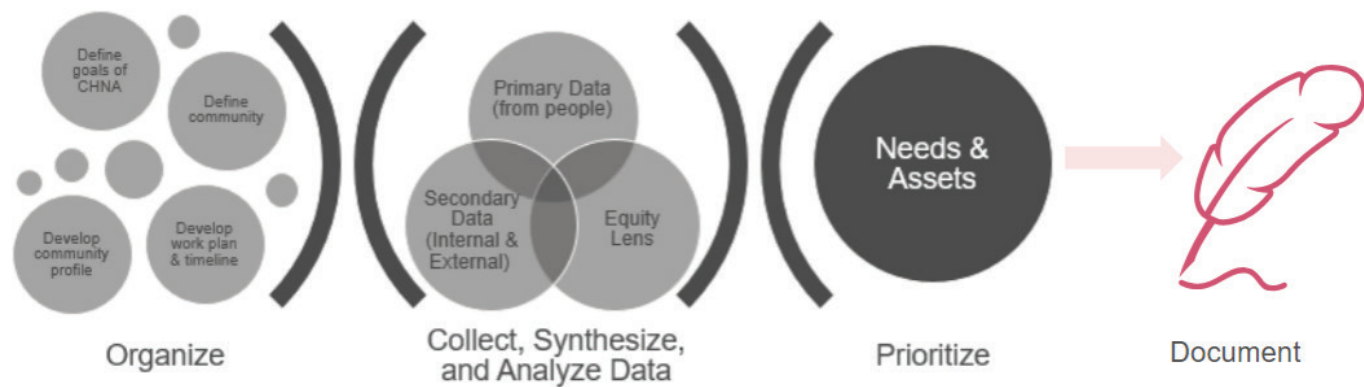 Define
goals of
CHNA
Define
community
Develop
community
profile
Develop
work plan
& timeline
Organize
Primary Data
(from people)
Secondary
Data
(Internal &
External)
Equity
Lens
Collect, Synthesize,
and Analyze Data
Needs &
Assets
Prioritize
Document